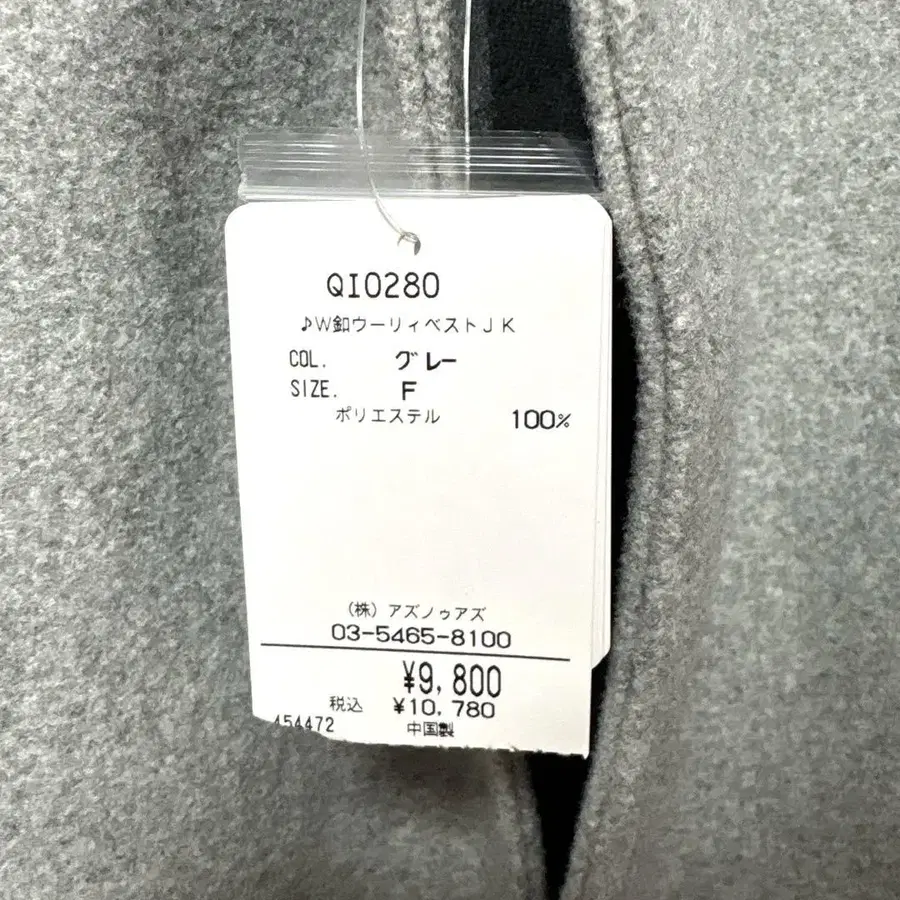 QI0280
♪W釦ウーリィベストJK
COL. グレー
SIZE. F
ポリエステル 100%
(株) アズノゥアズ
03-5465-8100
¥9,800
税込 ¥10,780
454472 中国製